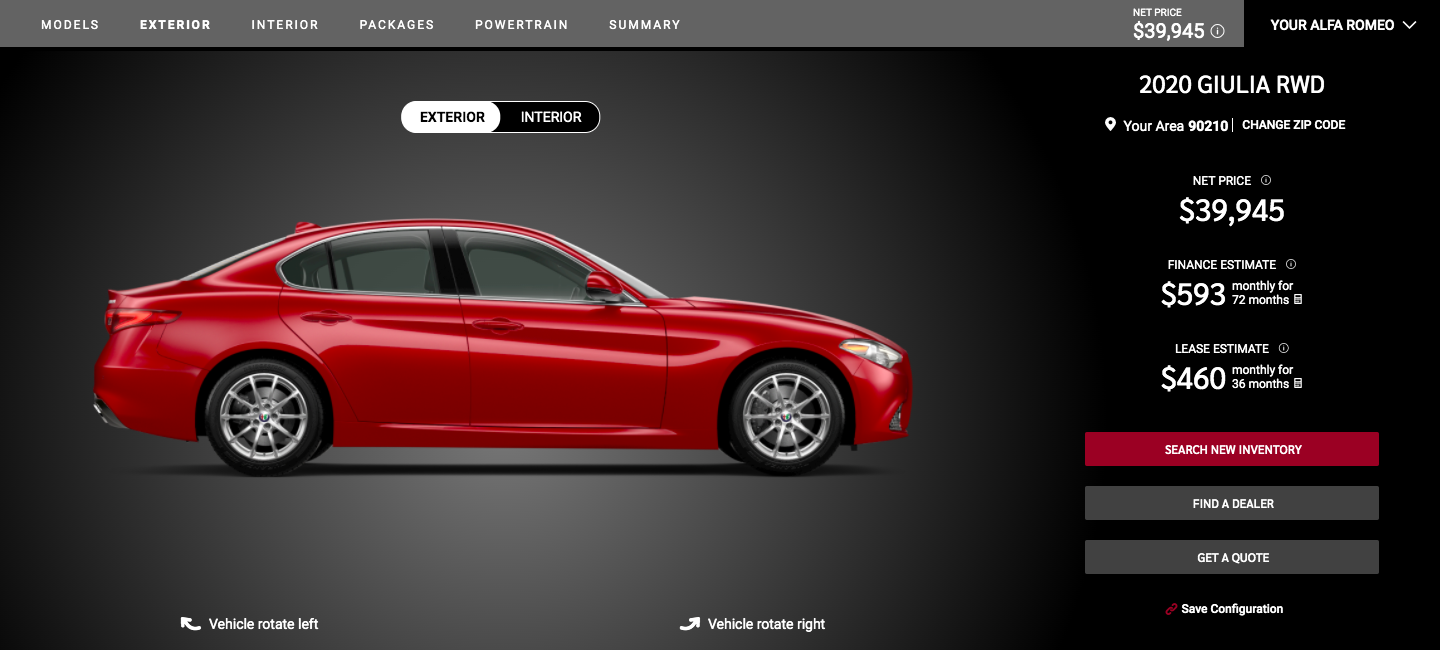 MODELS EXTERIOR INTERIOR PACKAGES POWERTRAIN SUMMARY
NET PRICE
$39,945
YOUR ALFA ROMEO
EXTERIOR INTERIOR
2020 GIULIA RWD
Your Area 90210 | CHANGE ZIP CODE
NET PRICE
$39,945
FINANCE ESTIMATE
$593 monthly for
72 months
LEASE ESTIMATE
$460 monthly for
36 months
SEARCH NEW INVENTORY
FIND A DEALER
GET A QUOTE
Save Configuration
Vehicle rotate left
Vehicle rotate right